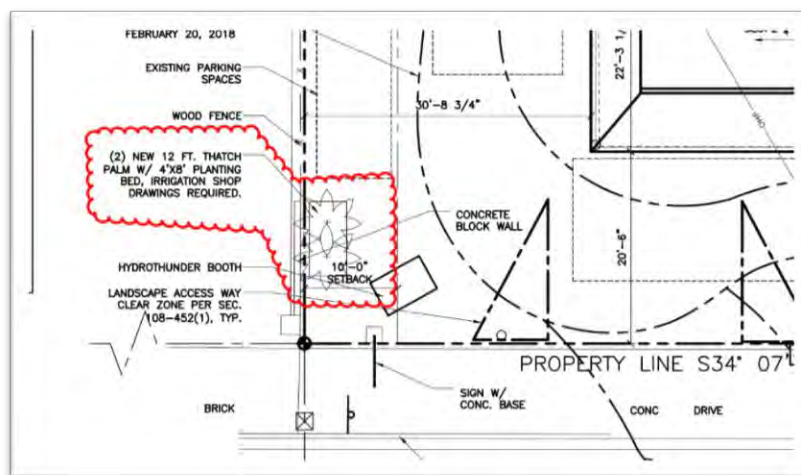 FEBRUARY 20, 2018
EXISTING PARKING
SPACES
WOOD FENCE
(2) NEW 12 FT. THATCH
PALM W/ 4'X8' PLANTING
BED, IRRIGATION SHOP
DRAWINGS REQUIRED.
HYDROTHUNDER BOOTH
LANDSCAPE ACCESS WAY
CLEAR ZONE PER SEC.
108-452(1), TYP.
30'-8 3/4"
CONCRETE
BLOCK WALL
10'-0"
SETBACK
22'-3
20'-6"
OHP
PROPERTY LINE S34° 07'
SIGN W/
CONC. BASE
BRICK
CONC DRIVE